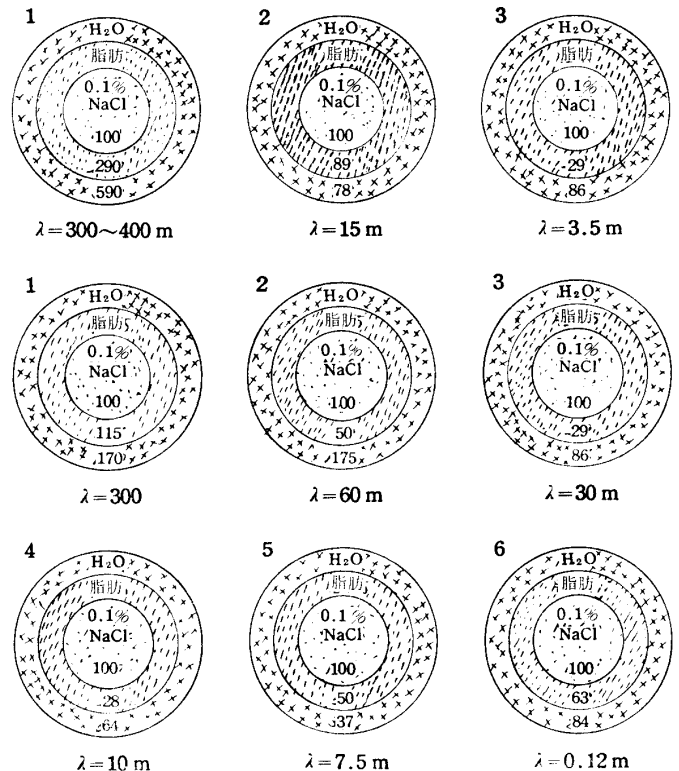 1
H₂O
脂肪
0.1%
NaCl
100
290
590
λ=300~400 m
2
H₂O
脂肪
0.1%
NaCl
100
89
78
λ=15 m
3
H₂O
脂肪
0.1%
NaCl
100
29
86
λ=3.5 m
1
H₂O
脂肪
0.1%
NaCl
100
115
170
λ=300
2
H₂O
脂肪
0.1%
NaCl
100
50
175
λ=60 m
3
H₂O
脂肪
0.1%
NaCl
100
29
86
λ=30 m
4
H₂O
脂肪
0.1%
NaCl
100
28
64
λ=10 m
5
H₂O
脂肪
0.1%
NaCl
100
50
37
λ=7.5 m
6
H₂O
脂肪
0.1%
NaCl
100
63
84
λ=0.12 m